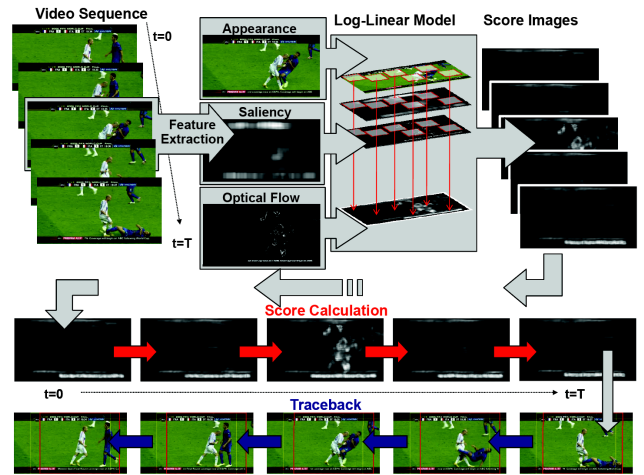 Video Sequence
t=0
Appearance
Log-Linear Model
Score Images
Feature
Extraction
Saliency
Optical Flow
t=T
Score Calculation
t=0
t=T
Traceback